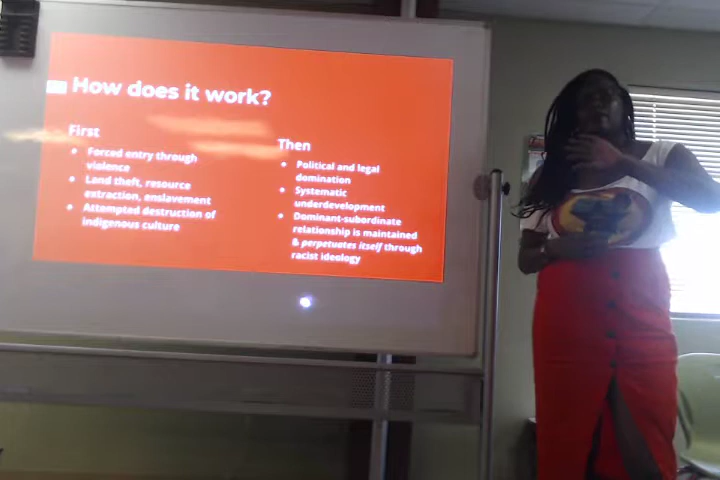 How does it work?
First
Forced entry through
violence
Land theft, resource
extraction, enslavement
Attempted destruction of
indigenous culture
Then
Political and legal
domination
Systematic
underdevelopment
Dominant-subordinate
relationship is maintained
& perpetuates itself through
racist ideology